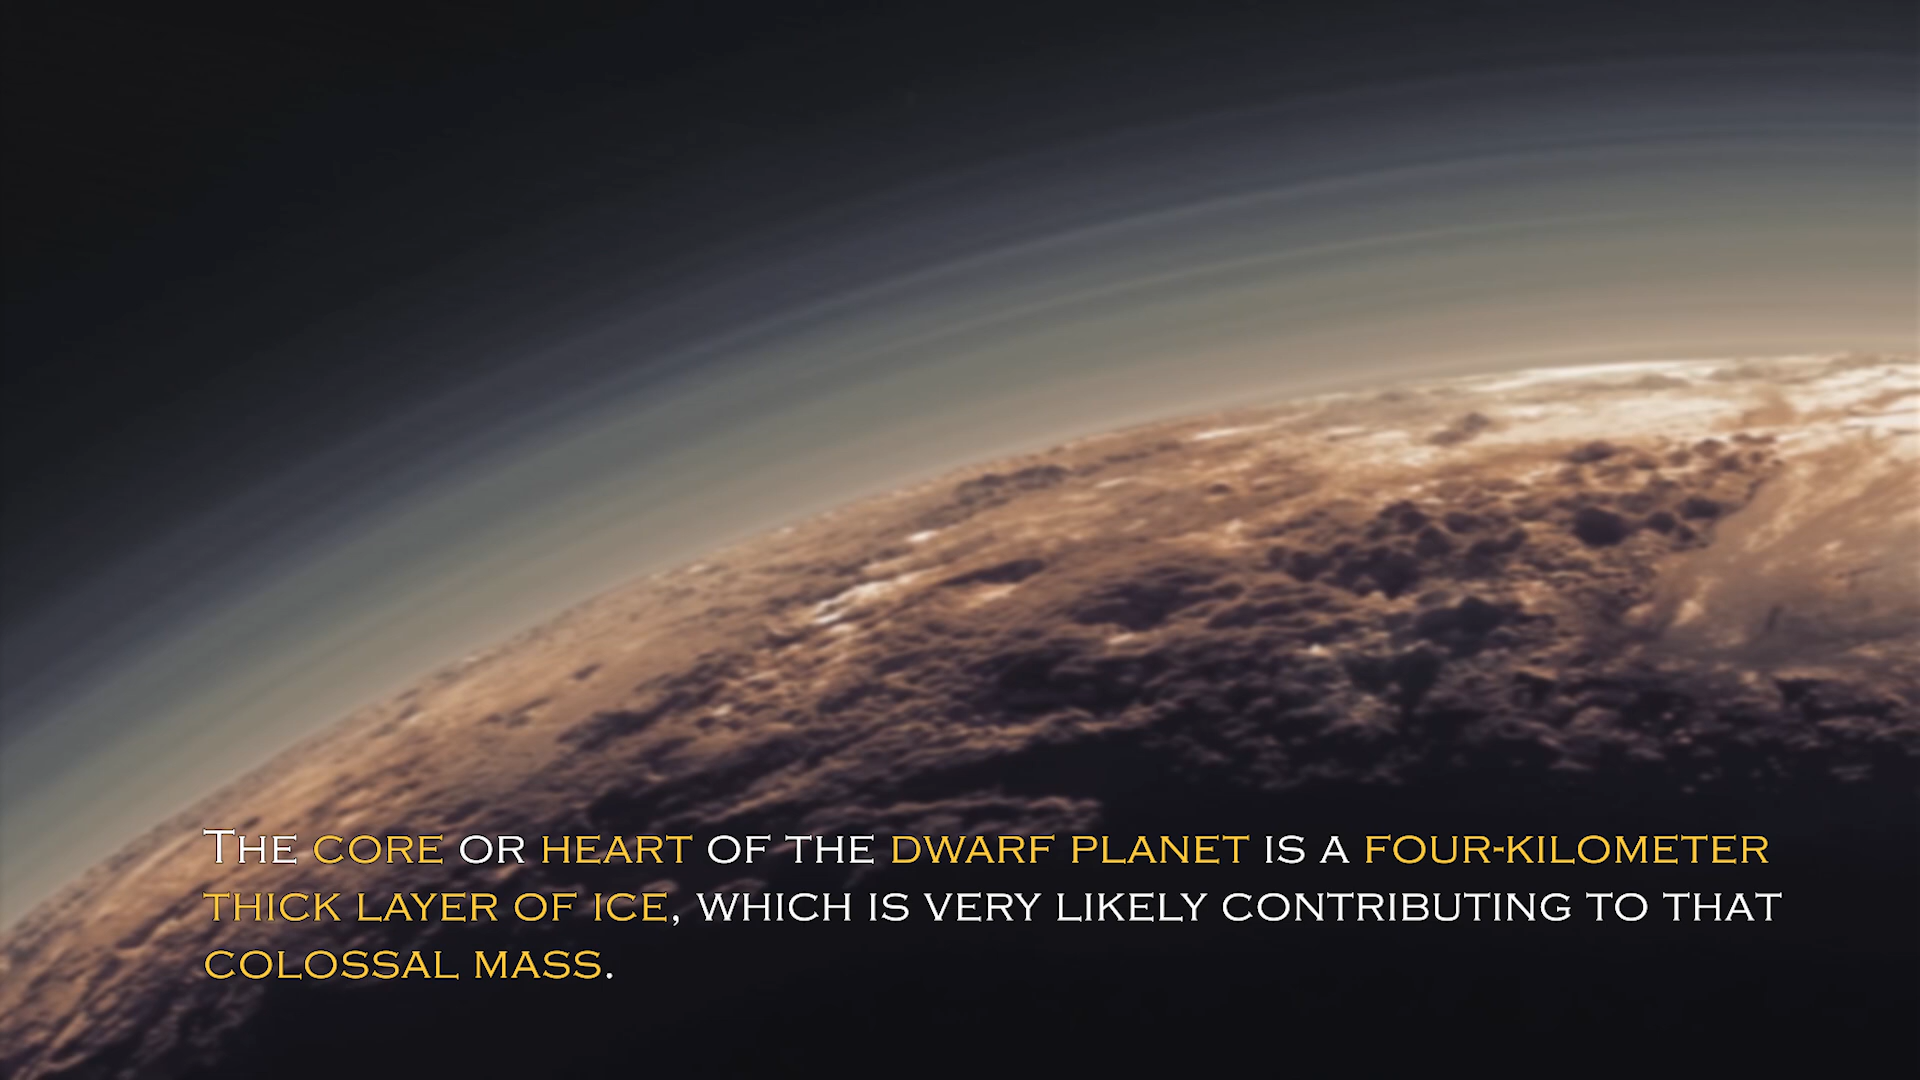 The core or heart of the dwarf planet is a four-kilometer
thick layer of ice, which is very likely contributing to that
colossal mass.